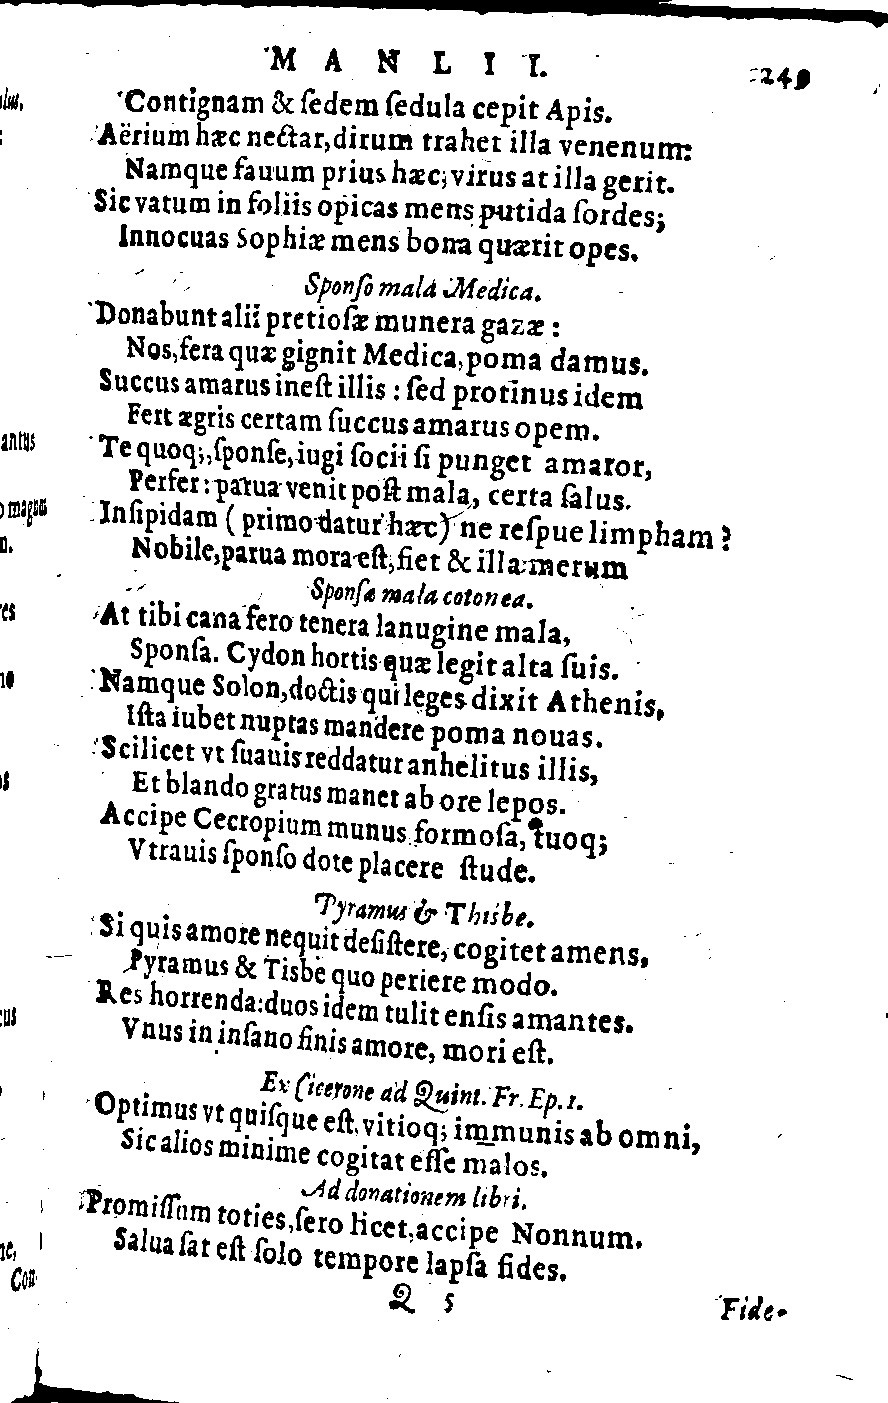 MANLII. 249
Contignam & ſedem ſedula cepit Apis.
Aërium hæc nectar, dirum trahet illa venenum:
Namque fauum prius hæc; virus at illa gerit.
Sic vatum in foliis opicas mens putida ſordes;
Innocuas Sophiæ mens bona quærit opes.
Sponſo mala Medica.
Donabunt alii pretioſæ munera gazæ:
Nos, fera quæ gignit Medica, poma damus.
Succus amarus ineſt illis: ſed protinus idem
Fert ægris certam ſuccus amarus opem.
Te quoq;, ſponſe, iugi ſocii ſi punget amaror,
Perfer: parua venit poſt mala, certa ſalus.
Inſipidam (primo datur hæc) ne reſpue limpham?
Nobile, parua mora eſt, fiet & illa merum
Sponſæ mala cotonea.
At tibi cana fero tenera lanugine mala,
Sponſa. Cydon hortis quæ legit alta ſuis.
Namque Solon, doctis qui leges dixit Athenis,
Iſta iubet nuptas mandere poma nouas.
Scilicet vt ſuauis reddatur anhelitus illis,
Et blando gratus manet ab ore lepos.
Accipe Cecropium munus formoſa, tuoq;
Vtrauis ſponſo dote placere ſtude.
Pyramus & Thisbe.
Si quis amore nequit deſiſtere, cogitet amens,
Pyramus & Tisbe quo periere modo.
Res horrenda: duos idem tulit enſis amantes.
Vnus in inſano finis amore, mori eſt.
Ex Cicerone ad Quint. Fr. Ep. 1.
Optimus vt quiſque eſt, vitioq; immunis ab omni,
Sic alios minime cogitat eſſe malos.
Ad donationem libri.
Promiſſum toties, ſero licet, accipe Nonnum.
Salua ſat eſt ſolo tempore lapſa fides.
Q 5 Fide-